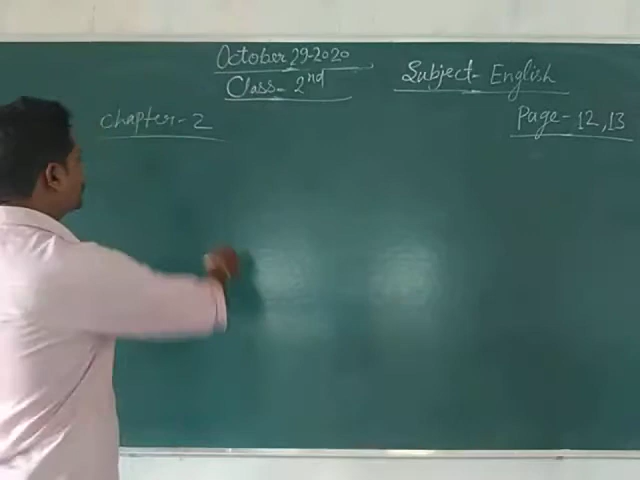 October 29-2020
Class- 2nd
Subject- English
Chapter-2
Page-12,13